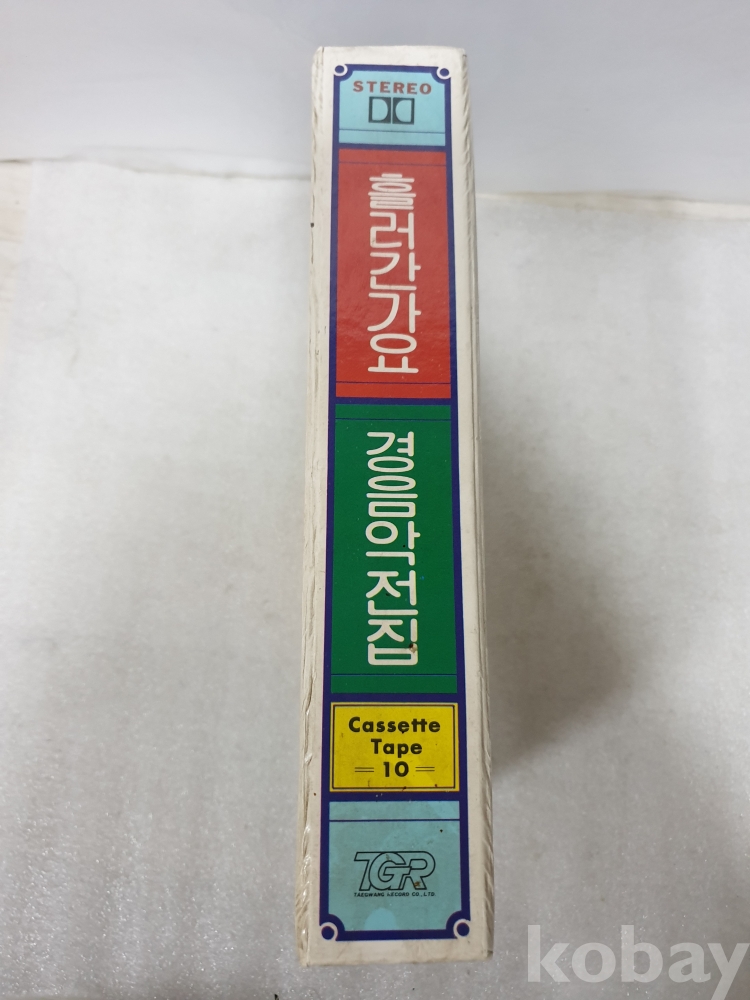 STEREO
흘러간가요
경음악전집
Cassette
Tape
10
TGR
TAEGWANG RECORD CO., LTD.
kobay